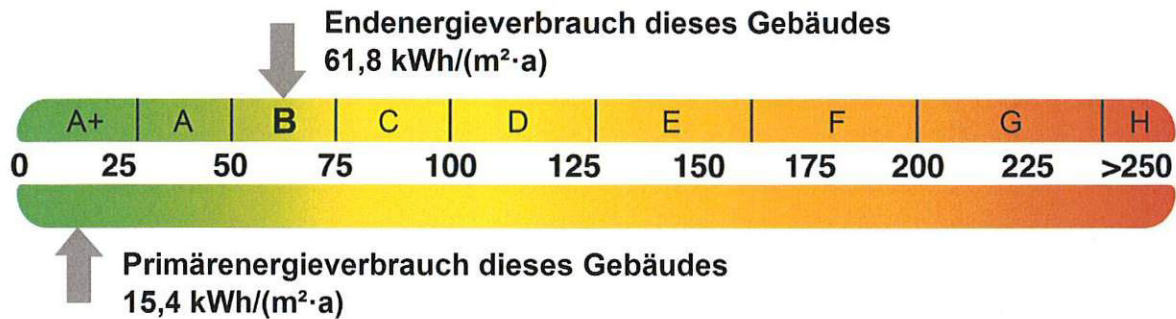 Endenergieverbrauch dieses Gebäudes
61,8 kWh/(m²·a)
A+ A B C D E F G H
0 25 50 75 100 125 150 175 200 225 >250
Primärenergieverbrauch dieses Gebäudes
15,4 kWh/(m²·a)